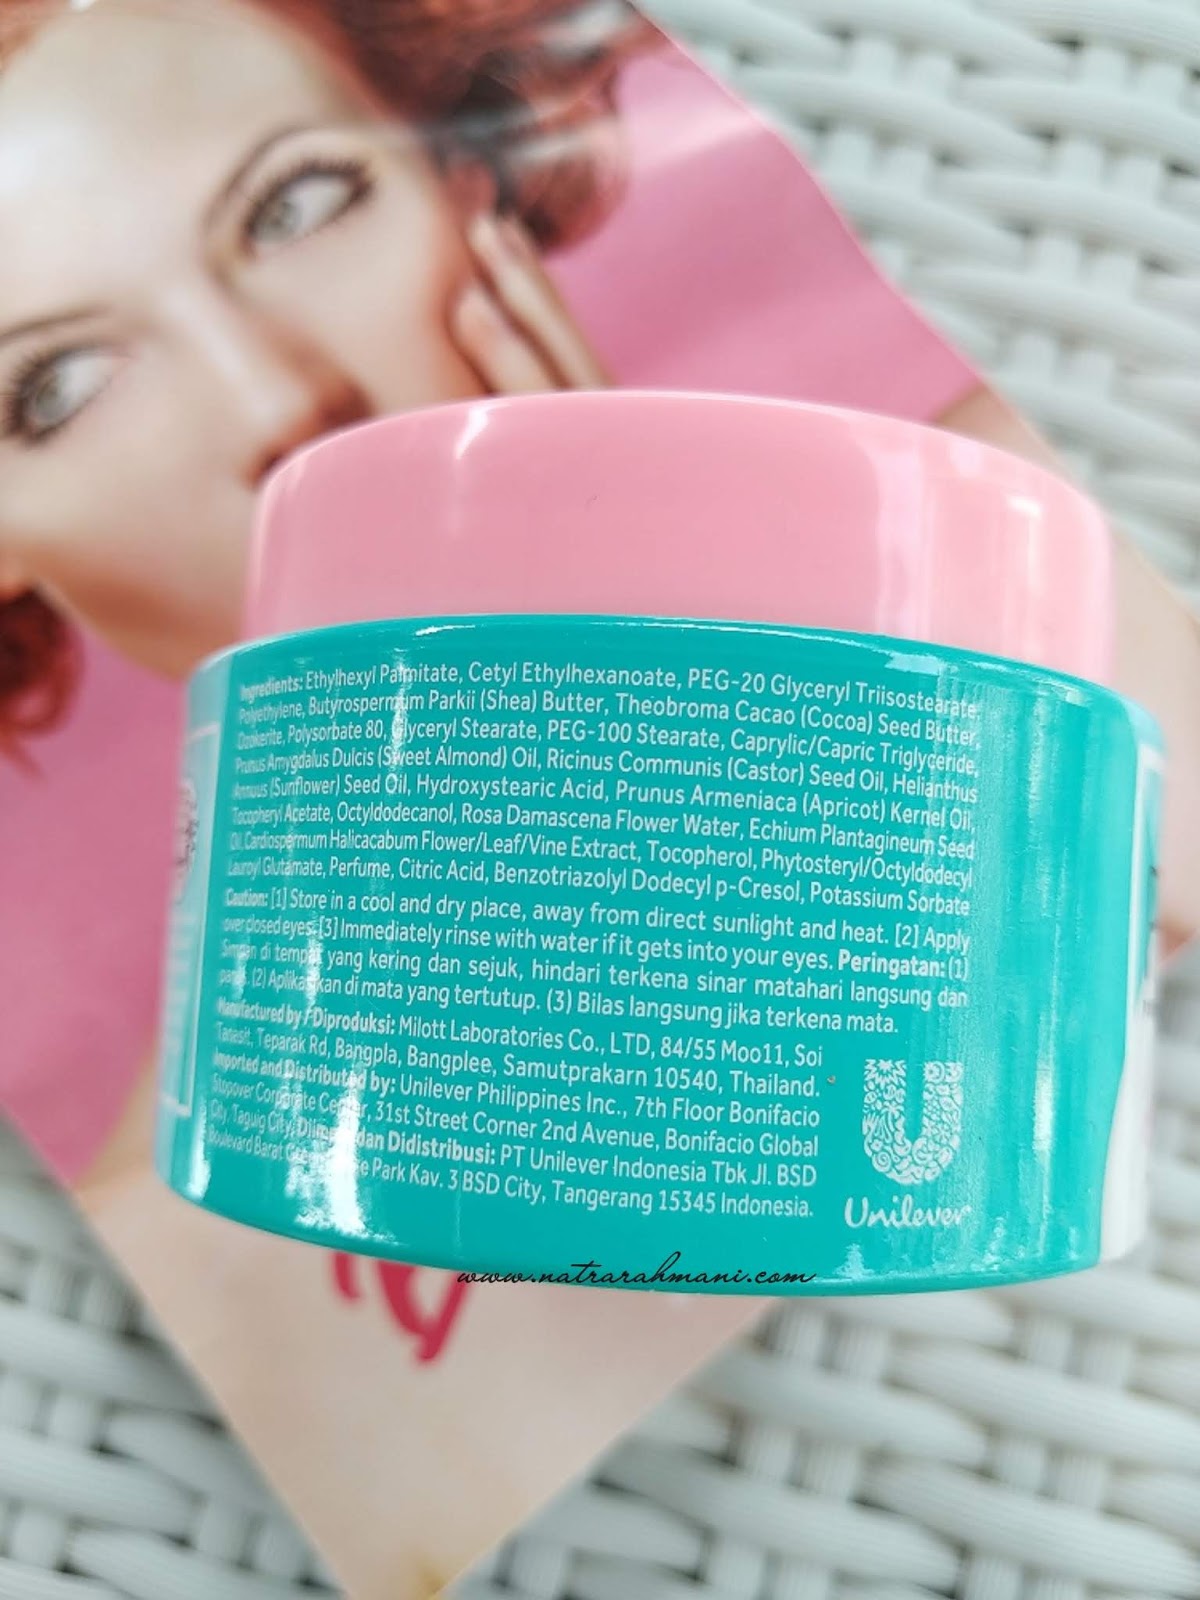 Ingredients: Ethylhexyl Palmitate, Cetyl Ethylhexanoate, PEG-20 Glyceryl Triisostearate,
Polyethylene, Butyrospermum Parkii (Shea) Butter, Theobroma Cacao (Cocoa) Seed Butter,
Ozokerite, Polysorbate 80, Glyceryl Stearate, PEG-100 Stearate, Caprylic/Capric Triglyceride,
Prunus Amygdalus Dulcis (Sweet Almond) Oil, Ricinus Communis (Castor) Seed Oil, Helianthus
Annuus (Sunflower) Seed Oil, Hydroxystearic Acid, Prunus Armeniaca (Apricot) Kernel Oil,
Tocopheryl Acetate, Octyldodecanol, Rosa Damascena Flower Water, Echium Plantagineum Seed
Oil, Cardiospermum Halicacabum Flower/Leaf/Vine Extract, Tocopherol, Phytosteryl/Octyldodecyl
Lauroyl Glutamate, Perfume, Citric Acid, Benzotriazolyl Dodecyl p-Cresol, Potassium Sorbate
Caution: [1] Store in a cool and dry place, away from direct sunlight and heat. [2] Apply
over closed eyes. [3] Immediately rinse with water if it gets into your eyes. Peringatan: (1)
Simpan di tempat yang kering dan sejuk, hindari terkena sinar matahari langsung dan
panas. (2) Aplikasikan di mata yang tertutup. (3) Bilas langsung jika terkena mata.
Manufactured by / Diproduksi: Milott Laboratories Co., LTD, 84/55 Moo11, Soi
Tanasit, Teparak Rd, Bangpla, Bangplee, Samutprakarn 10540, Thailand.
Imported and Distributed by: Unilever Philippines Inc., 7th Floor Bonifacio
Stopover Corporate Center, 31st Street Corner 2nd Avenue, Bonifacio Global
City, Taguig City. Diimpor dan Didistribusi: PT Unilever Indonesia Tbk Jl. BSD
Boulevard Barat Park Kav. 3 BSD City, Tangerang 15345 Indonesia.
Unilever
www.natrarahmani.com